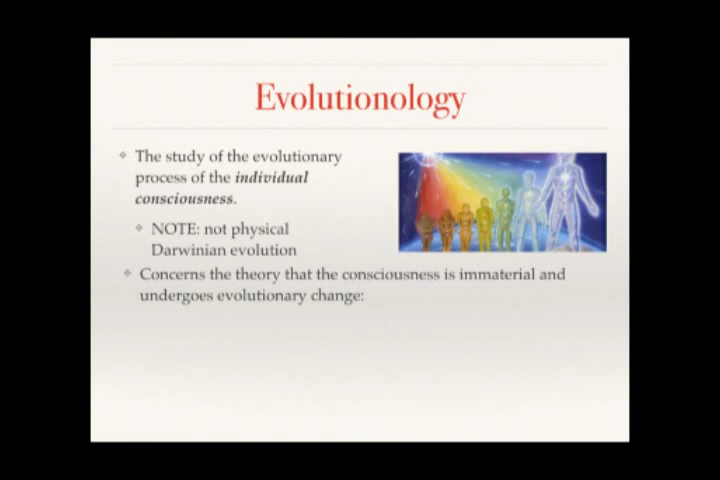 Evolutionology
The study of the evolutionary
process of the individual
consciousness.
NOTE: not physical
Darwinian evolution
Concerns the theory that the consciousness is immaterial and
undergoes evolutionary change: